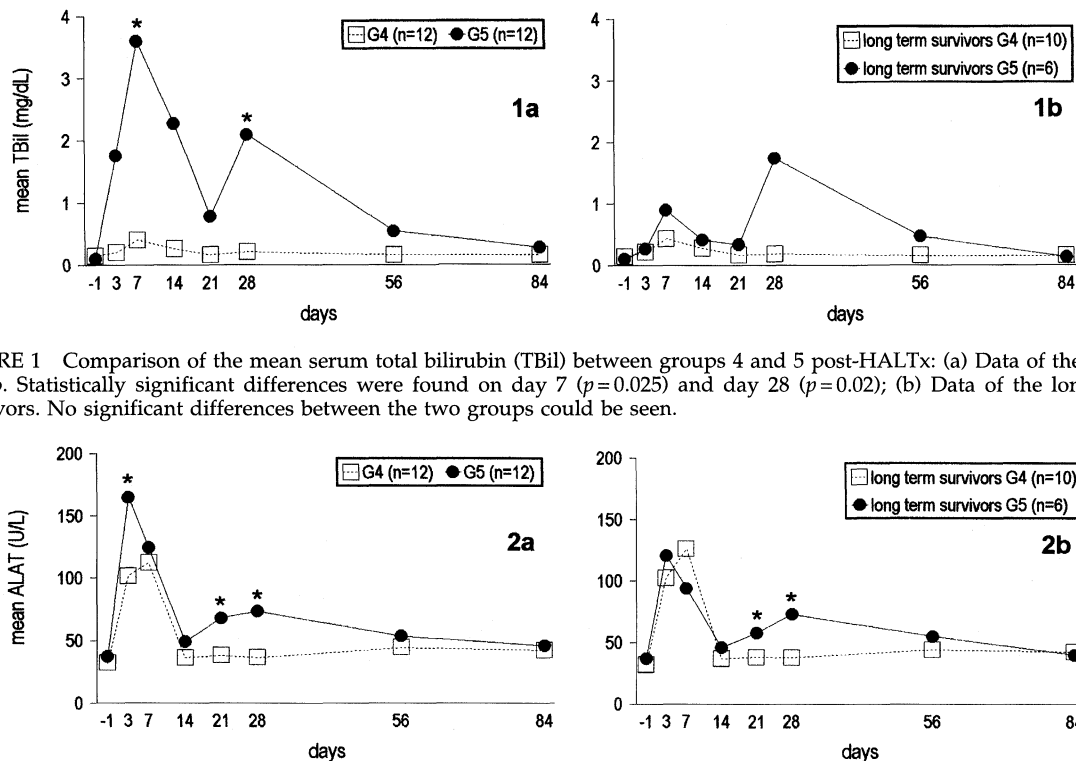 4
3
2
1
0
mean TBil (mg/dL)
*
*
G4 (n=12) G5 (n=12)
1a
-1 3 7 14 21 28 56 84
days
4
3
2
1
0
long term survivors G4 (n=10)
long term survivors G5 (n=6)
1b
-1 3 7 14 21 28 56 84
days
RE 1 Comparison of the mean serum total bilirubin (TBil) between groups 4 and 5 post-HALTx: (a) Data of the
. Statistically significant differences were found on day 7 (p=0.025) and day 28 (p=0.02); (b) Data of the lon
vors. No significant differences between the two groups could be seen.
200
150
100
50
0
mean ALAT (U/L)
*
*
*
G4 (n=12) G5 (n=12)
2a
-1 3 7 14 21 28 56 84
days
200
150
100
50
0
*
*
long term survivors G4 (n=10)
long term survivors G5 (n=6)
2b
-1 3 7 14 21 28 56 84
days